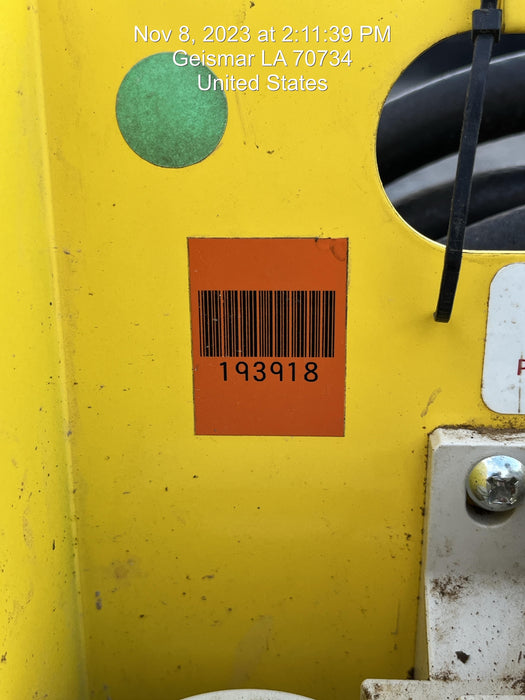 Nov 8, 2023 at 2:11:39 PM
Geismar LA 70734
United States
193918